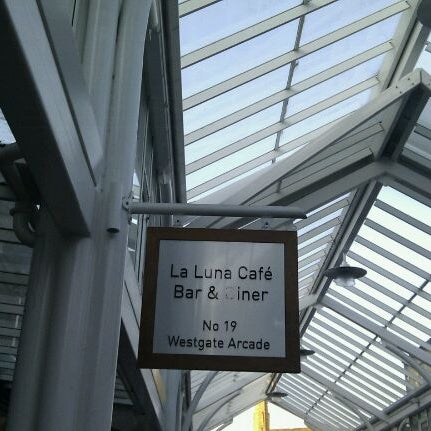 La Luna Café
Bar & Diner
No 19
Westgate Arcade